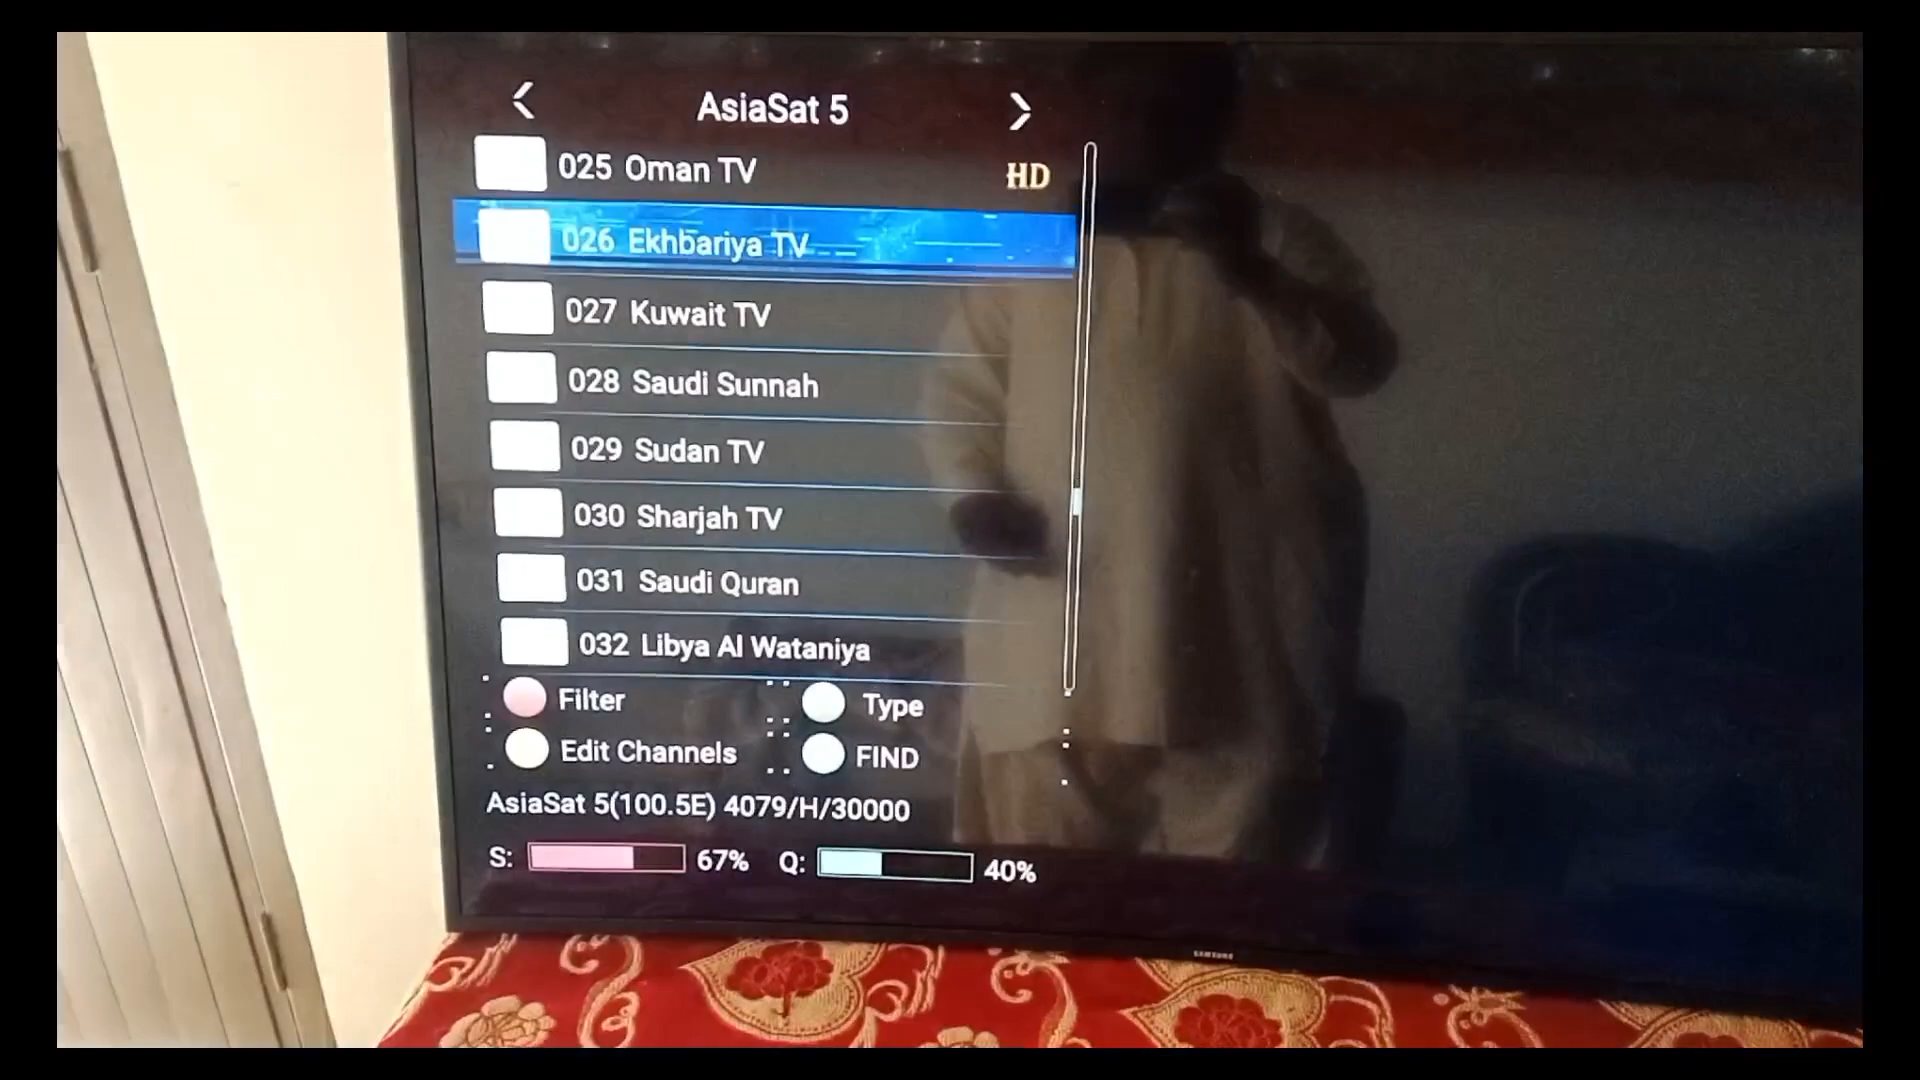 AsiaSat 5
025 Oman TV HD
026 Ekhbariya TV
027 Kuwait TV
028 Saudi Sunnah
029 Sudan TV
030 Sharjah TV
031 Saudi Quran
032 Libya Al Wataniya
Filter Type
Edit Channels FIND
AsiaSat 5(100.5E) 4079/H/30000
S: 67% Q: 40%
SAMSUNG